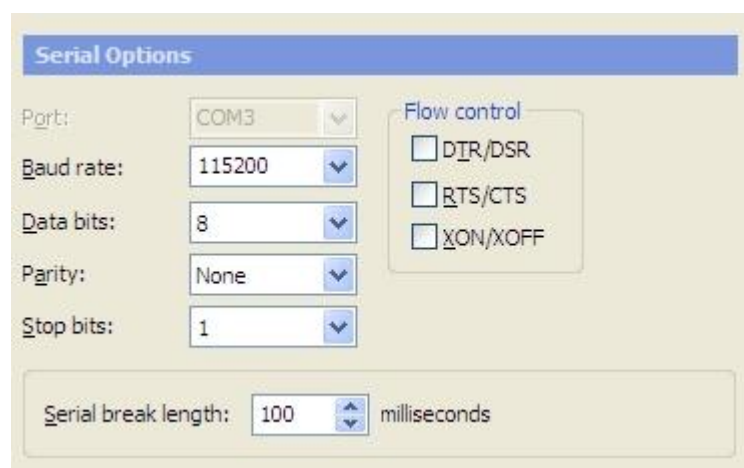 Serial Options
Port: COM3
Baud rate: 115200
Data bits: 8
Parity: None
Stop bits: 1
Flow control
DTR/DSR
RTS/CTS
XON/XOFF
Serial break length: 100 milliseconds